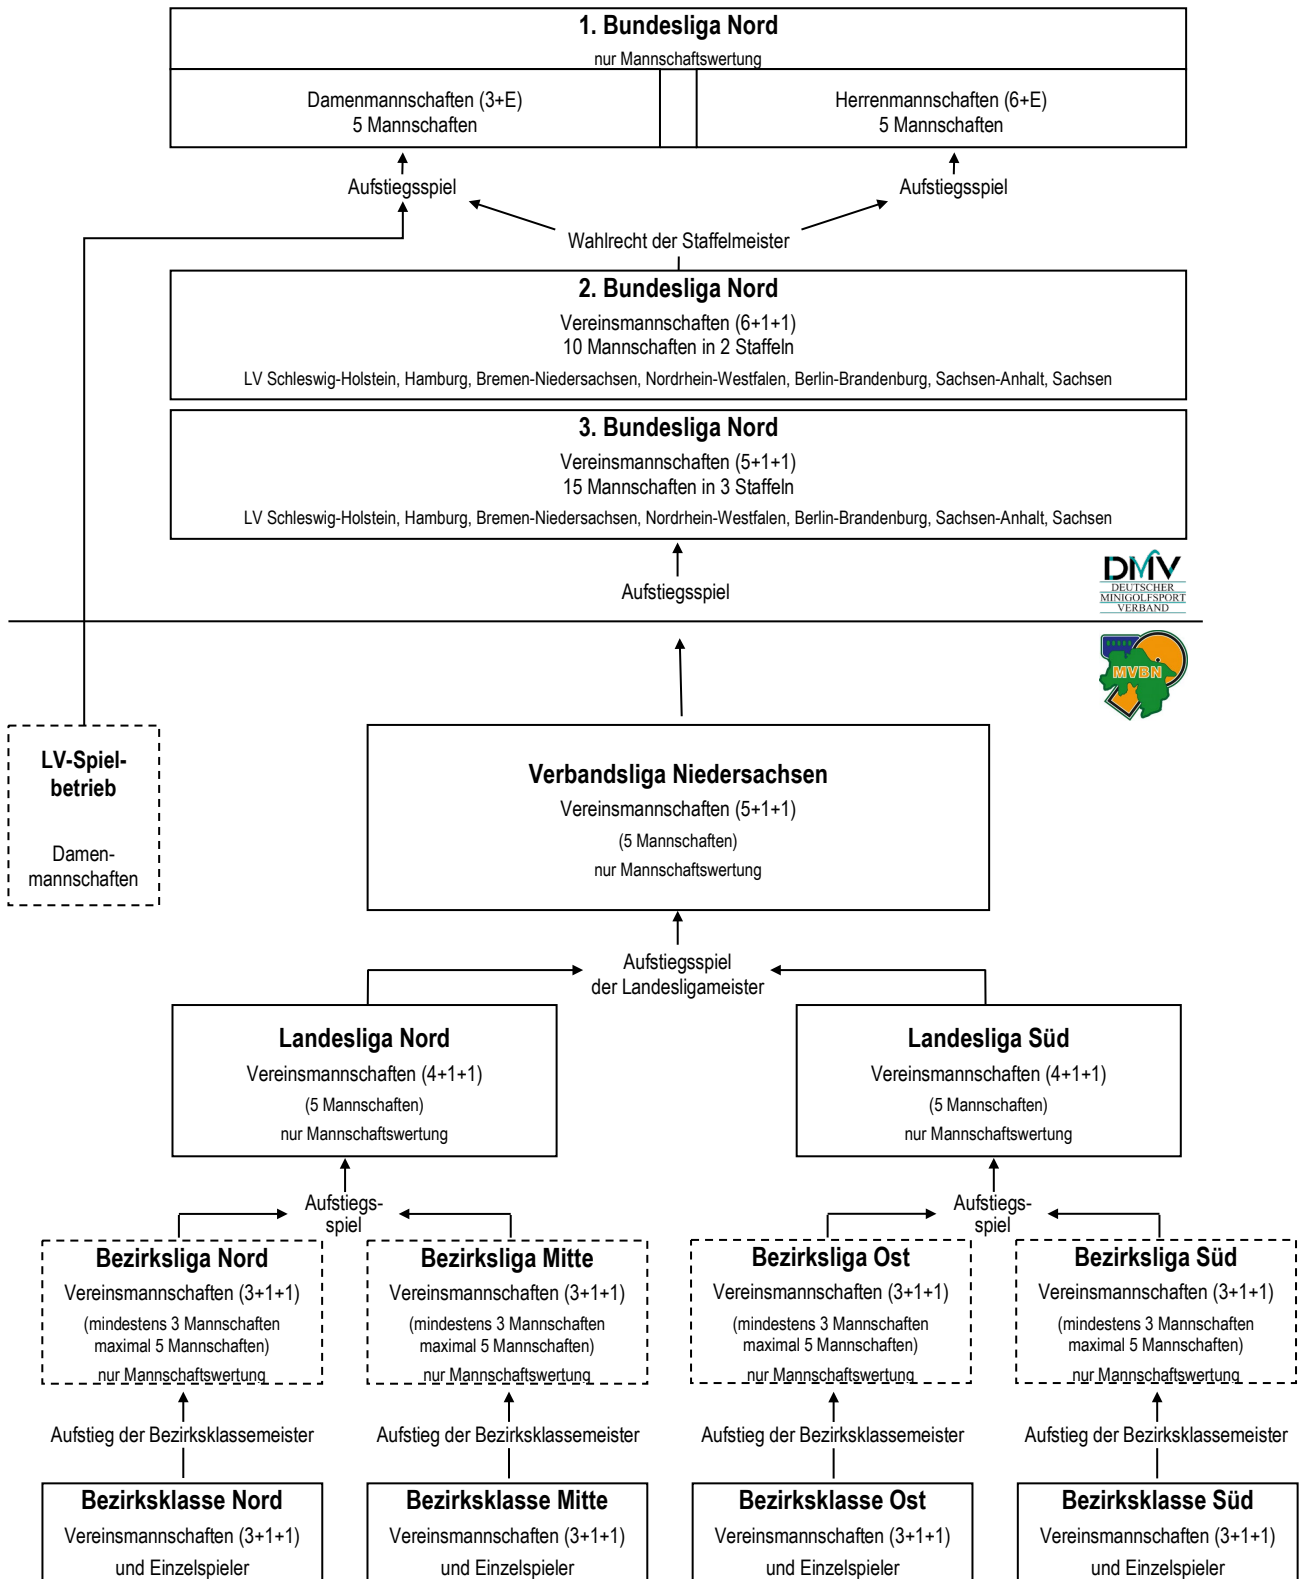 1. Bundesliga Nord
nur Mannschaftswertung
Damenmannschaften (3+E)
5 Mannschaften
Herrenmannschaften (6+E)
5 Mannschaften
Aufstiegsspiel
Aufstiegsspiel
Wahlrecht der Staffelmeister
2. Bundesliga Nord
Vereinsmannschaften (6+1+1)
10 Mannschaften in 2 Staffeln
LV Schleswig-Holstein, Hamburg, Bremen-Niedersachsen, Nordrhein-Westfalen, Berlin-Brandenburg, Sachsen-Anhalt, Sachsen
3. Bundesliga Nord
Vereinsmannschaften (5+1+1)
15 Mannschaften in 3 Staffeln
LV Schleswig-Holstein, Hamburg, Bremen-Niedersachsen, Nordrhein-Westfalen, Berlin-Brandenburg, Sachsen-Anhalt, Sachsen
Aufstiegsspiel
DMV
DEUTSCHER
MINIGOLFSPORT
VERBAND
MVBN
LV-Spiel-
betrieb
Damen-
mannschaften
Verbandsliga Niedersachsen
Vereinsmannschaften (5+1+1)
(5 Mannschaften)
nur Mannschaftswertung
Aufstiegsspiel
der Landesligameister
Landesliga Nord
Vereinsmannschaften (4+1+1)
(5 Mannschaften)
nur Mannschaftswertung
Landesliga Süd
Vereinsmannschaften (4+1+1)
(5 Mannschaften)
nur Mannschaftswertung
Aufstiegs-
spiel
Aufstiegs-
spiel
Bezirksliga Nord
Vereinsmannschaften (3+1+1)
(mindestens 3 Mannschaften
maximal 5 Mannschaften)
nur Mannschaftswertung
Bezirksliga Mitte
Vereinsmannschaften (3+1+1)
(mindestens 3 Mannschaften
maximal 5 Mannschaften)
nur Mannschaftswertung
Bezirksliga Ost
Vereinsmannschaften (3+1+1)
(mindestens 3 Mannschaften
maximal 5 Mannschaften)
nur Mannschaftswertung
Bezirksliga Süd
Vereinsmannschaften (3+1+1)
(mindestens 3 Mannschaften
maximal 5 Mannschaften)
nur Mannschaftswertung
Aufstieg der Bezirksklassemeister
Aufstieg der Bezirksklassemeister
Aufstieg der Bezirksklassemeister
Aufstieg der Bezirksklassemeister
Bezirksklasse Nord
Vereinsmannschaften (3+1+1)
und Einzelspieler
Bezirksklasse Mitte
Vereinsmannschaften (3+1+1)
und Einzelspieler
Bezirksklasse Ost
Vereinsmannschaften (3+1+1)
und Einzelspieler
Bezirksklasse Süd
Vereinsmannschaften (3+1+1)
und Einzelspieler